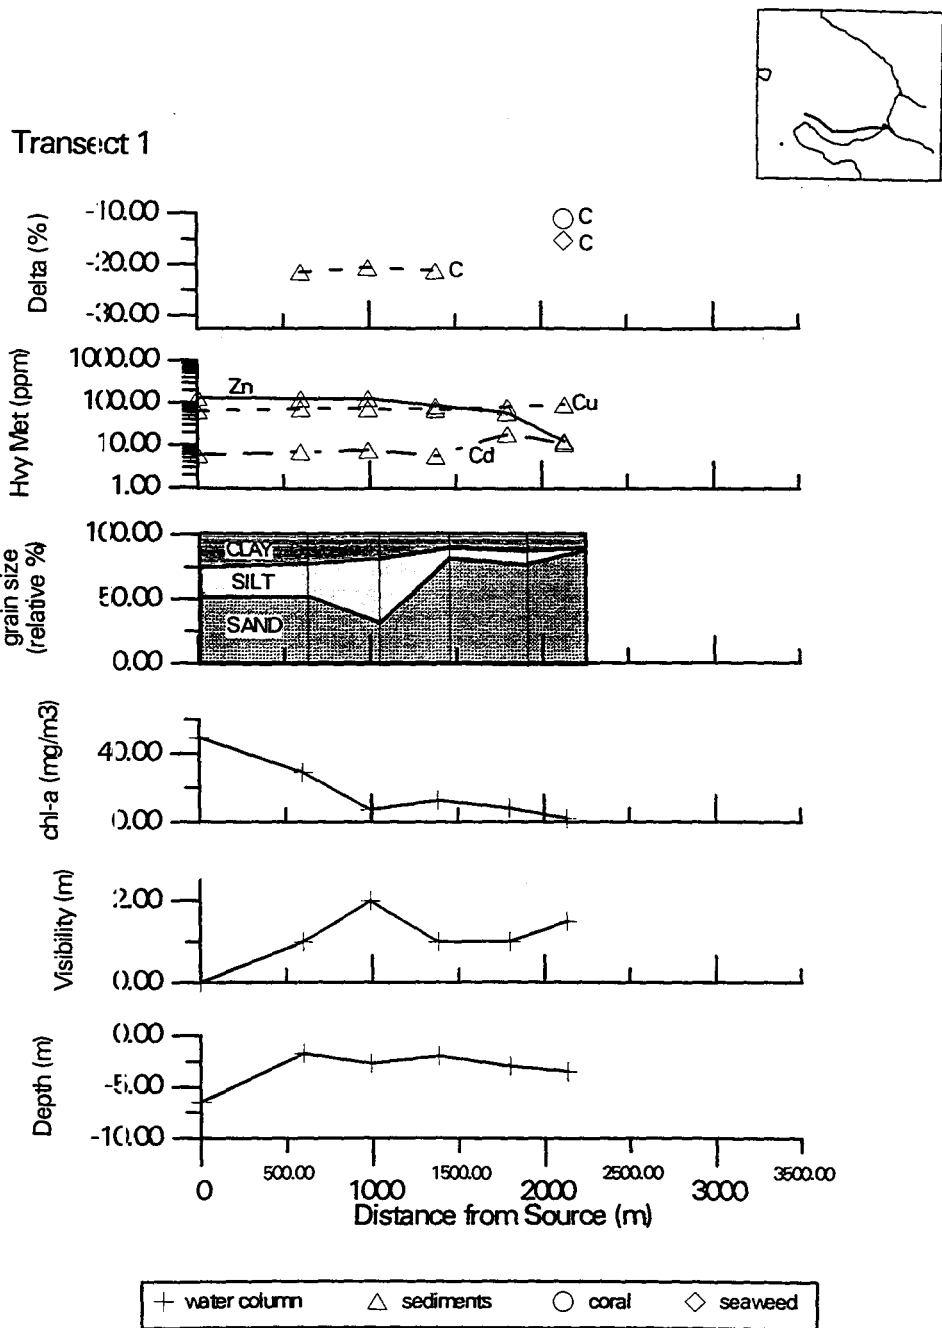 Transect 1
Delta (%)
-10.00
-20.00
-30.00
C
C
C
Hvy Met (ppm)
1000.00
100.00
10.00
1.00
Zn
Cu
Cd
grain size
(relative %)
100.00
50.00
0.00
CLAY
SILT
SAND
chl-a (mg/m3)
40.00
0.00
Visibility (m)
2.00
0.00
Depth (m)
0.00
-5.00
-10.00
0 500.00 1000 1500.00 2000 2500.00 3000 3500.00
Distance from Source (m)
water column sediments coral seaweed